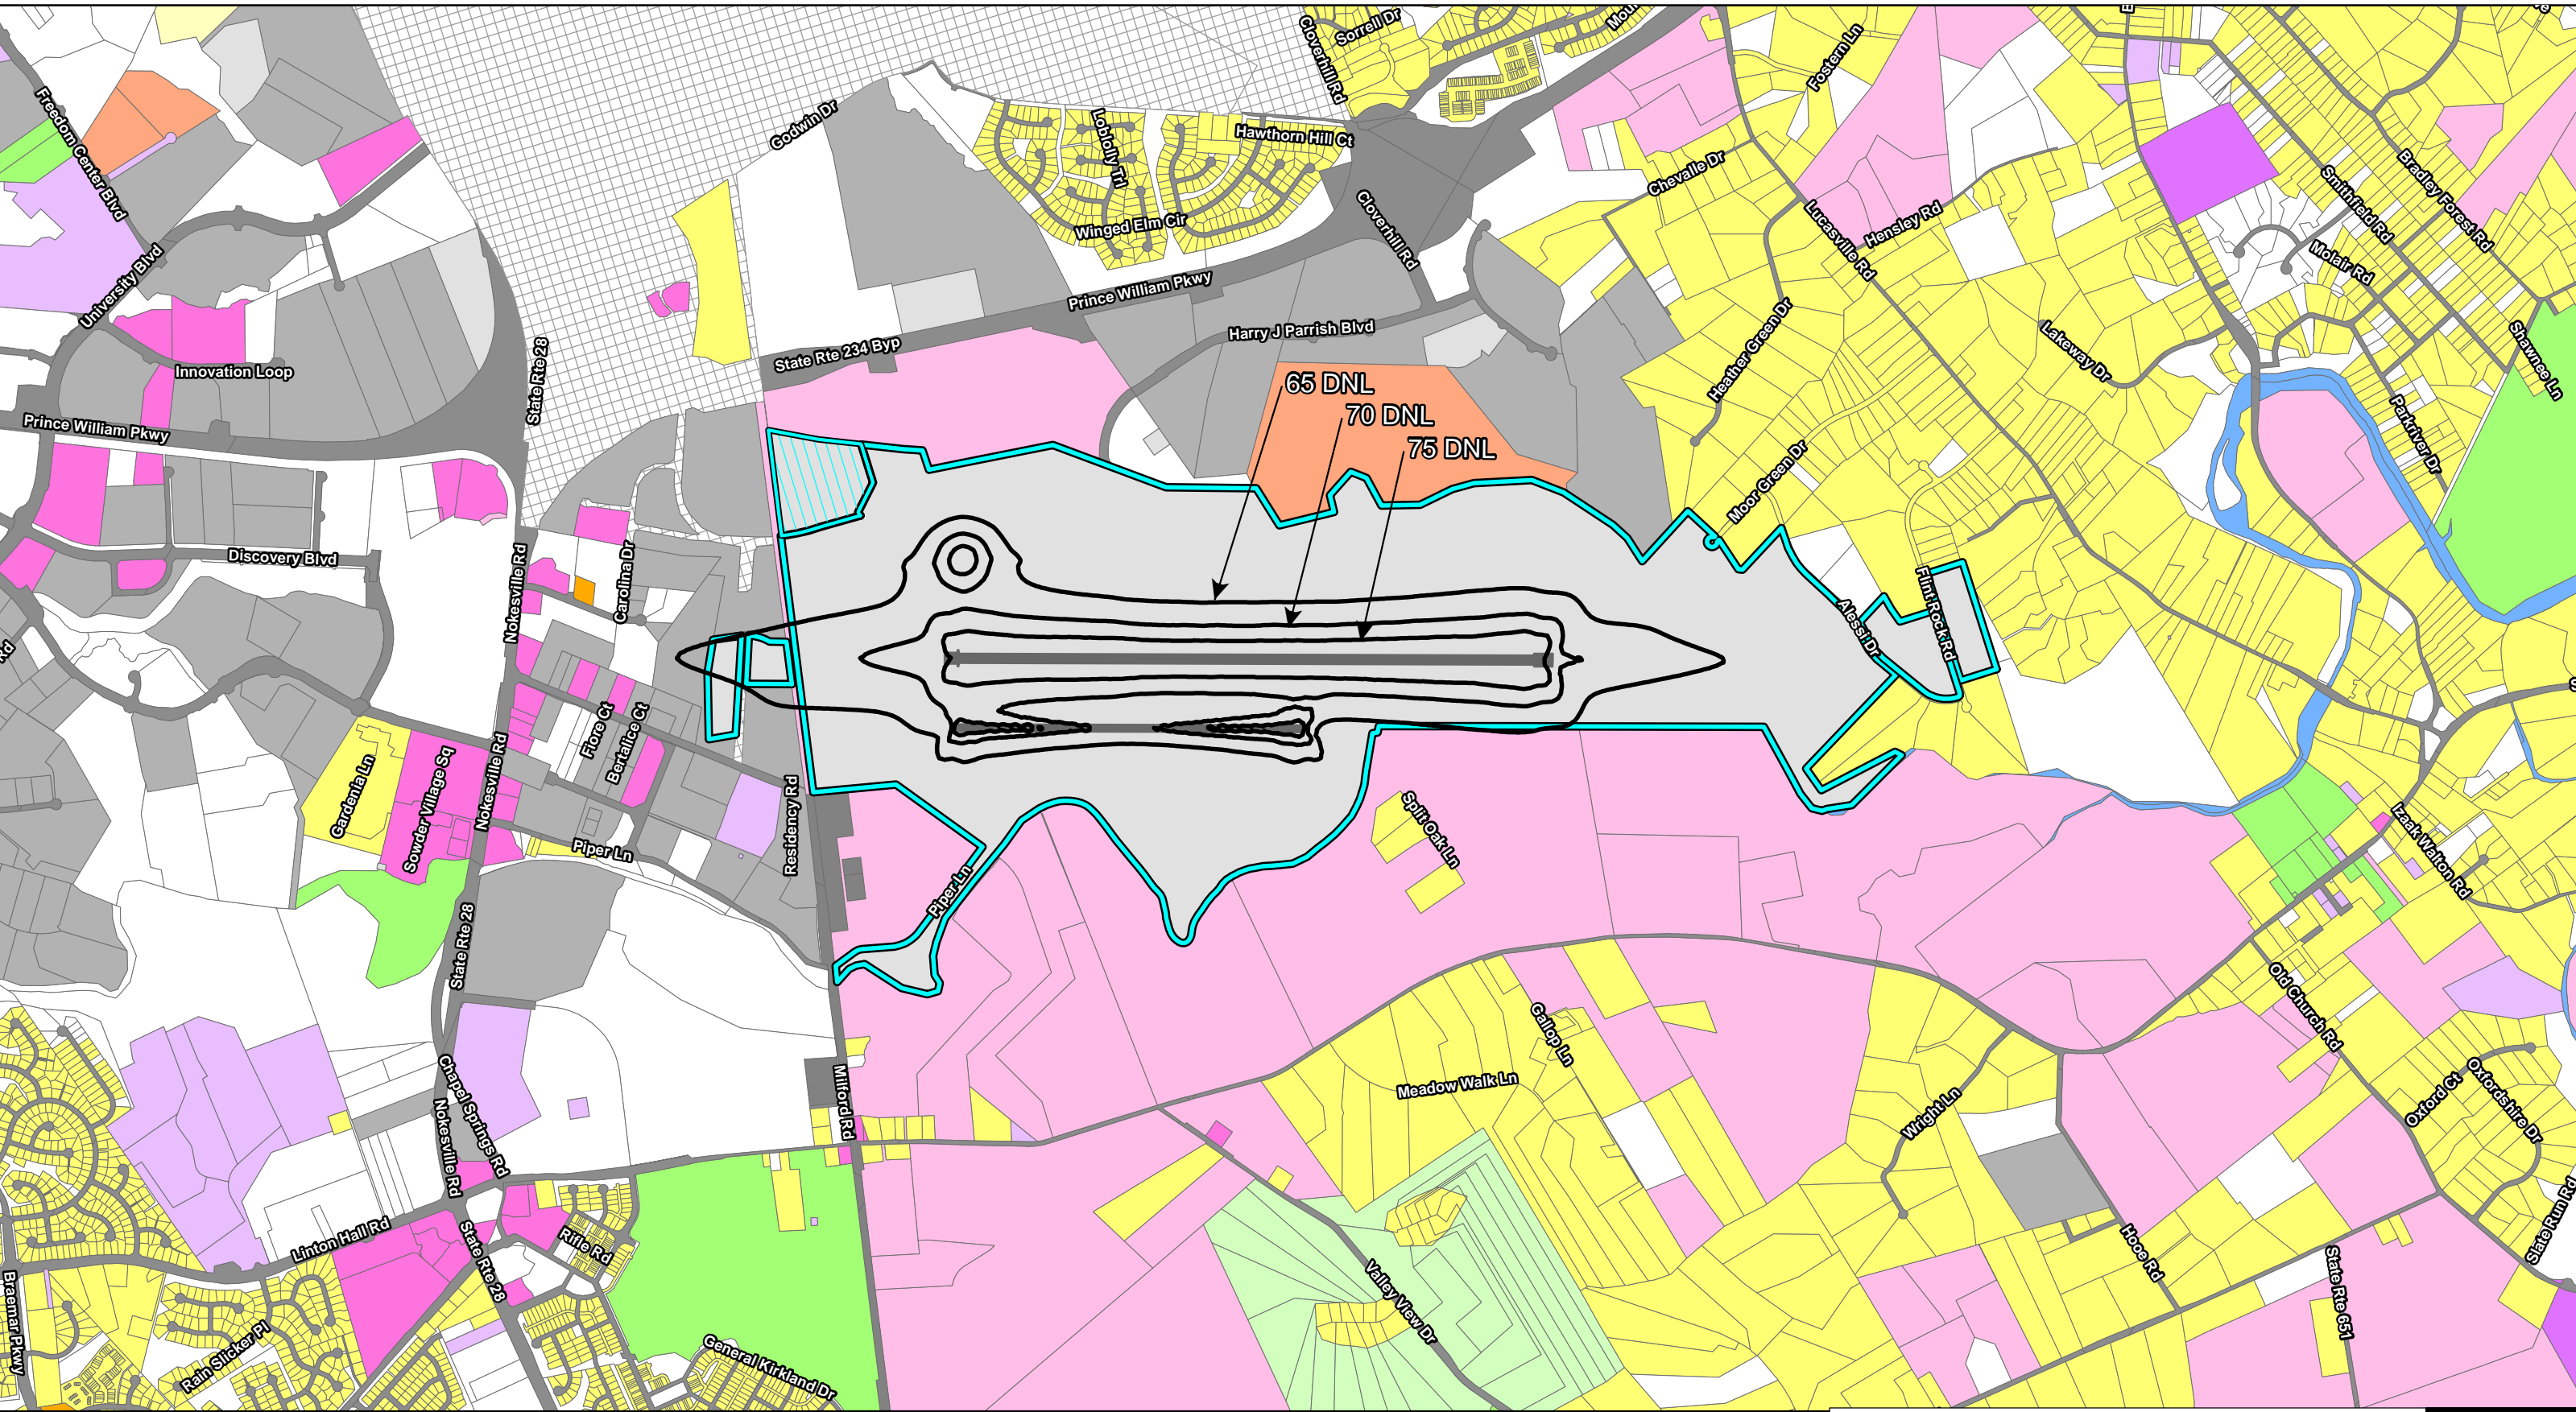 Sorrell Dr
Cloverhill Rd
Fostern Ln
Freedom Center Blvd
Godwin Dr
Loblolly Trl
Hawthorn Hill Ct
Winged Elm Cir
Chevalle Dr
Cloverhill Rd
Lucasville Rd
Hensley Rd
Smithfield Rd
Bradley Forest Rd
Molair Rd
University Blvd
Prince William Pkwy
Harry J Parrish Blvd
State Rte 234 Byp
State Rte 28
Innovation Loop
Heather Green Dr
Lakeway Dr
Shawnee Ln
65 DNL
70 DNL
75 DNL
Prince William Pkwy
Parkriver Dr
Moor Green Dr
Discovery Blvd
Nokesville Rd
Carolina Dr
Flint Rock Rd
Alessi Dr
Rd
Fiore Ct
Bertalice Ct
Gardenia Ln
Sowder Village Sq
Nokesville Rd
Residency Rd
Piper Ln
Split Oak Ln
Izaak Walton Rd
Piper Ln
State Rte 28
Old Church Rd
Gallop Ln
Meadow Walk Ln
Milford Rd
Chapel Springs Rd
Nokesville Rd
Wright Ln
Oxford Ct
Oxfordshire Dr
Linton Hall Rd
State Rte 28
Rifle Rd
Hooe Rd
Slate Run Rd
State Rte 651
Valley View Dr
Braemar Pkwy
Rain Slicker Pl
General Kirkland Dr